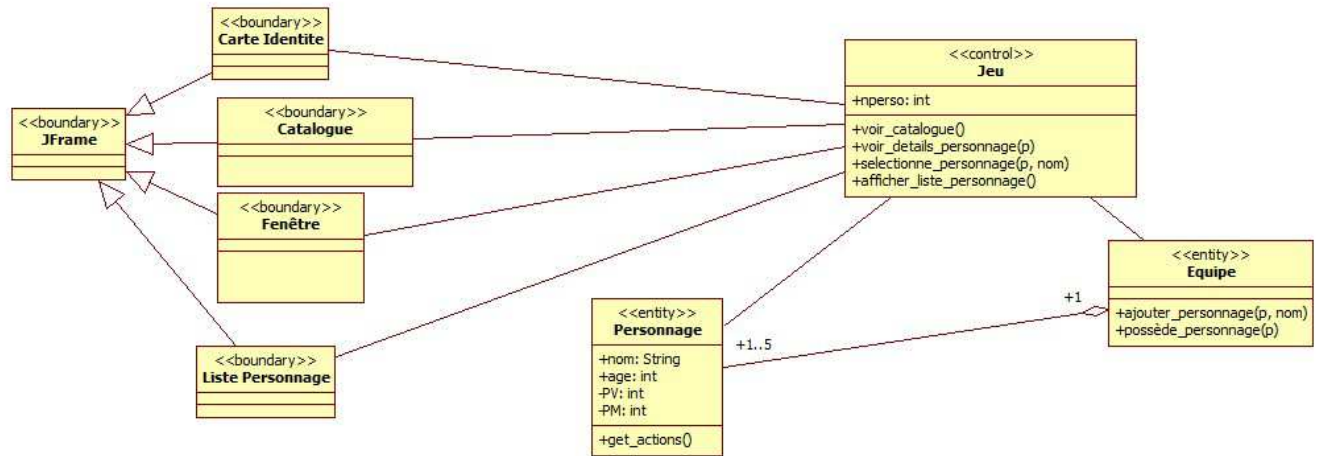 <<boundary>>
Carte Identite
<<boundary>>
JFrame
<<boundary>>
Catalogue
<<boundary>>
Fenêtre
<<boundary>>
Liste Personnage
<<control>>
Jeu
+nperso: int
+voir_catalogue()
+voir_details_personnage(p)
+selectionne_personnage(p, nom)
+afficher_liste_personnage()
<<entity>>
Equipe
+ajouter_personnage(p, nom)
+possède_personnage(p)
+1
+1..5
<<entity>>
Personnage
+nom: String
+age: int
-PV: int
-PM: int
+get_actions()